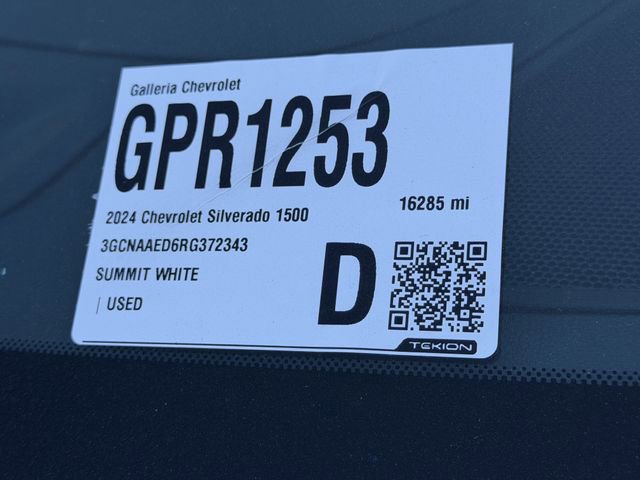 Galleria Chevrolet
GPR1253
2024 Chevrolet Silverado 1500
16285 mi
3GCNAAED6RG372343
SUMMIT WHITE
| USED
D
TEKION